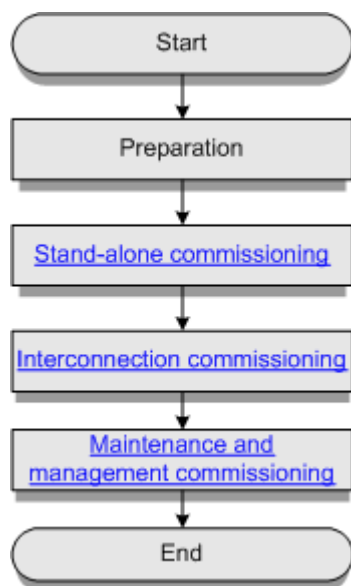 Start
Preparation
Stand-alone commissioning
Interconnection commissioning
Maintenance and
management commissioning
End